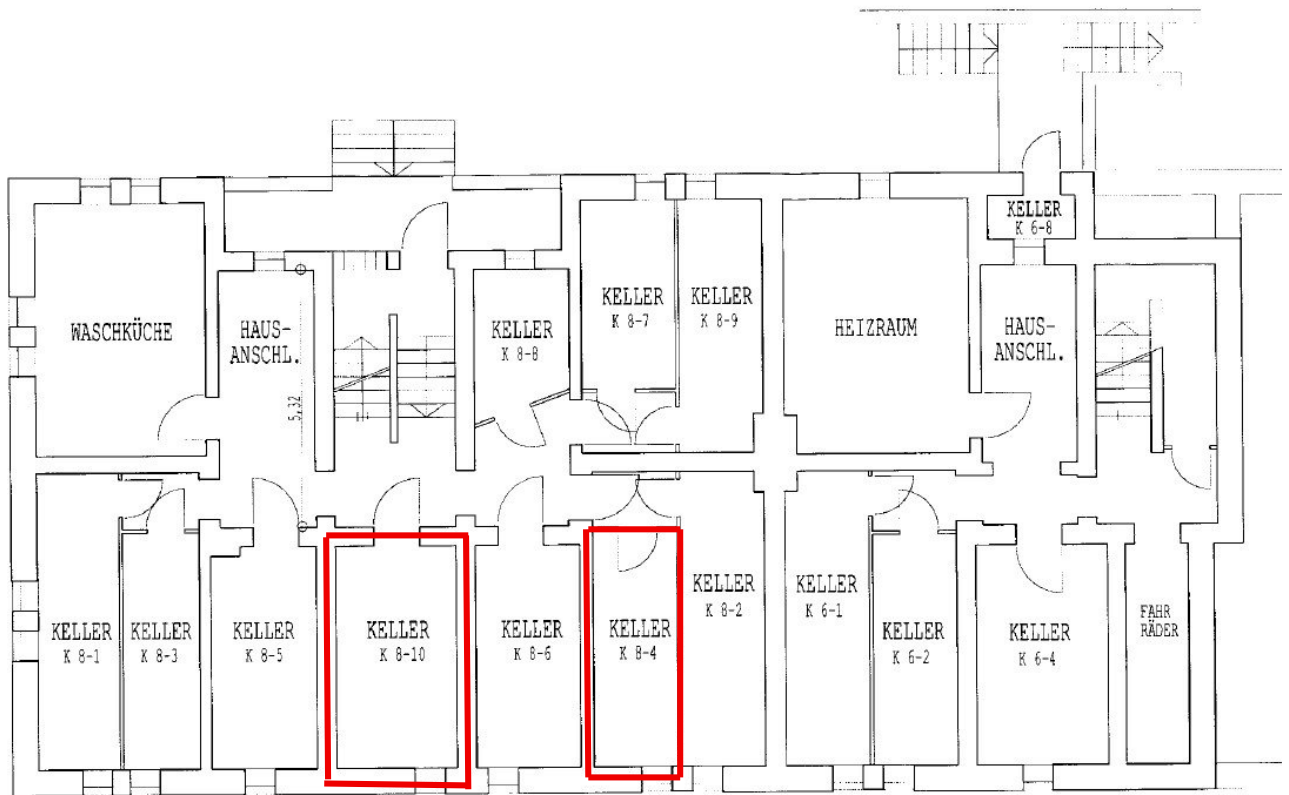 KELLER
K 6-8
WASCHKÜCHE
HAUS-
ANSCHL.
5,32
KELLER
K 8-8
KELLER
K 8-7
KELLER
K 8-9
HEIZRAUM
HAUS-
ANSCHL.
KELLER
K 8-1
KELLER
K 8-3
KELLER
K 8-5
KELLER
K 8-10
KELLER
K 8-6
KELLER
K 8-4
KELLER
K 8-2
KELLER
K 6-1
KELLER
K 6-2
KELLER
K 6-4
FAHR
RÄDER